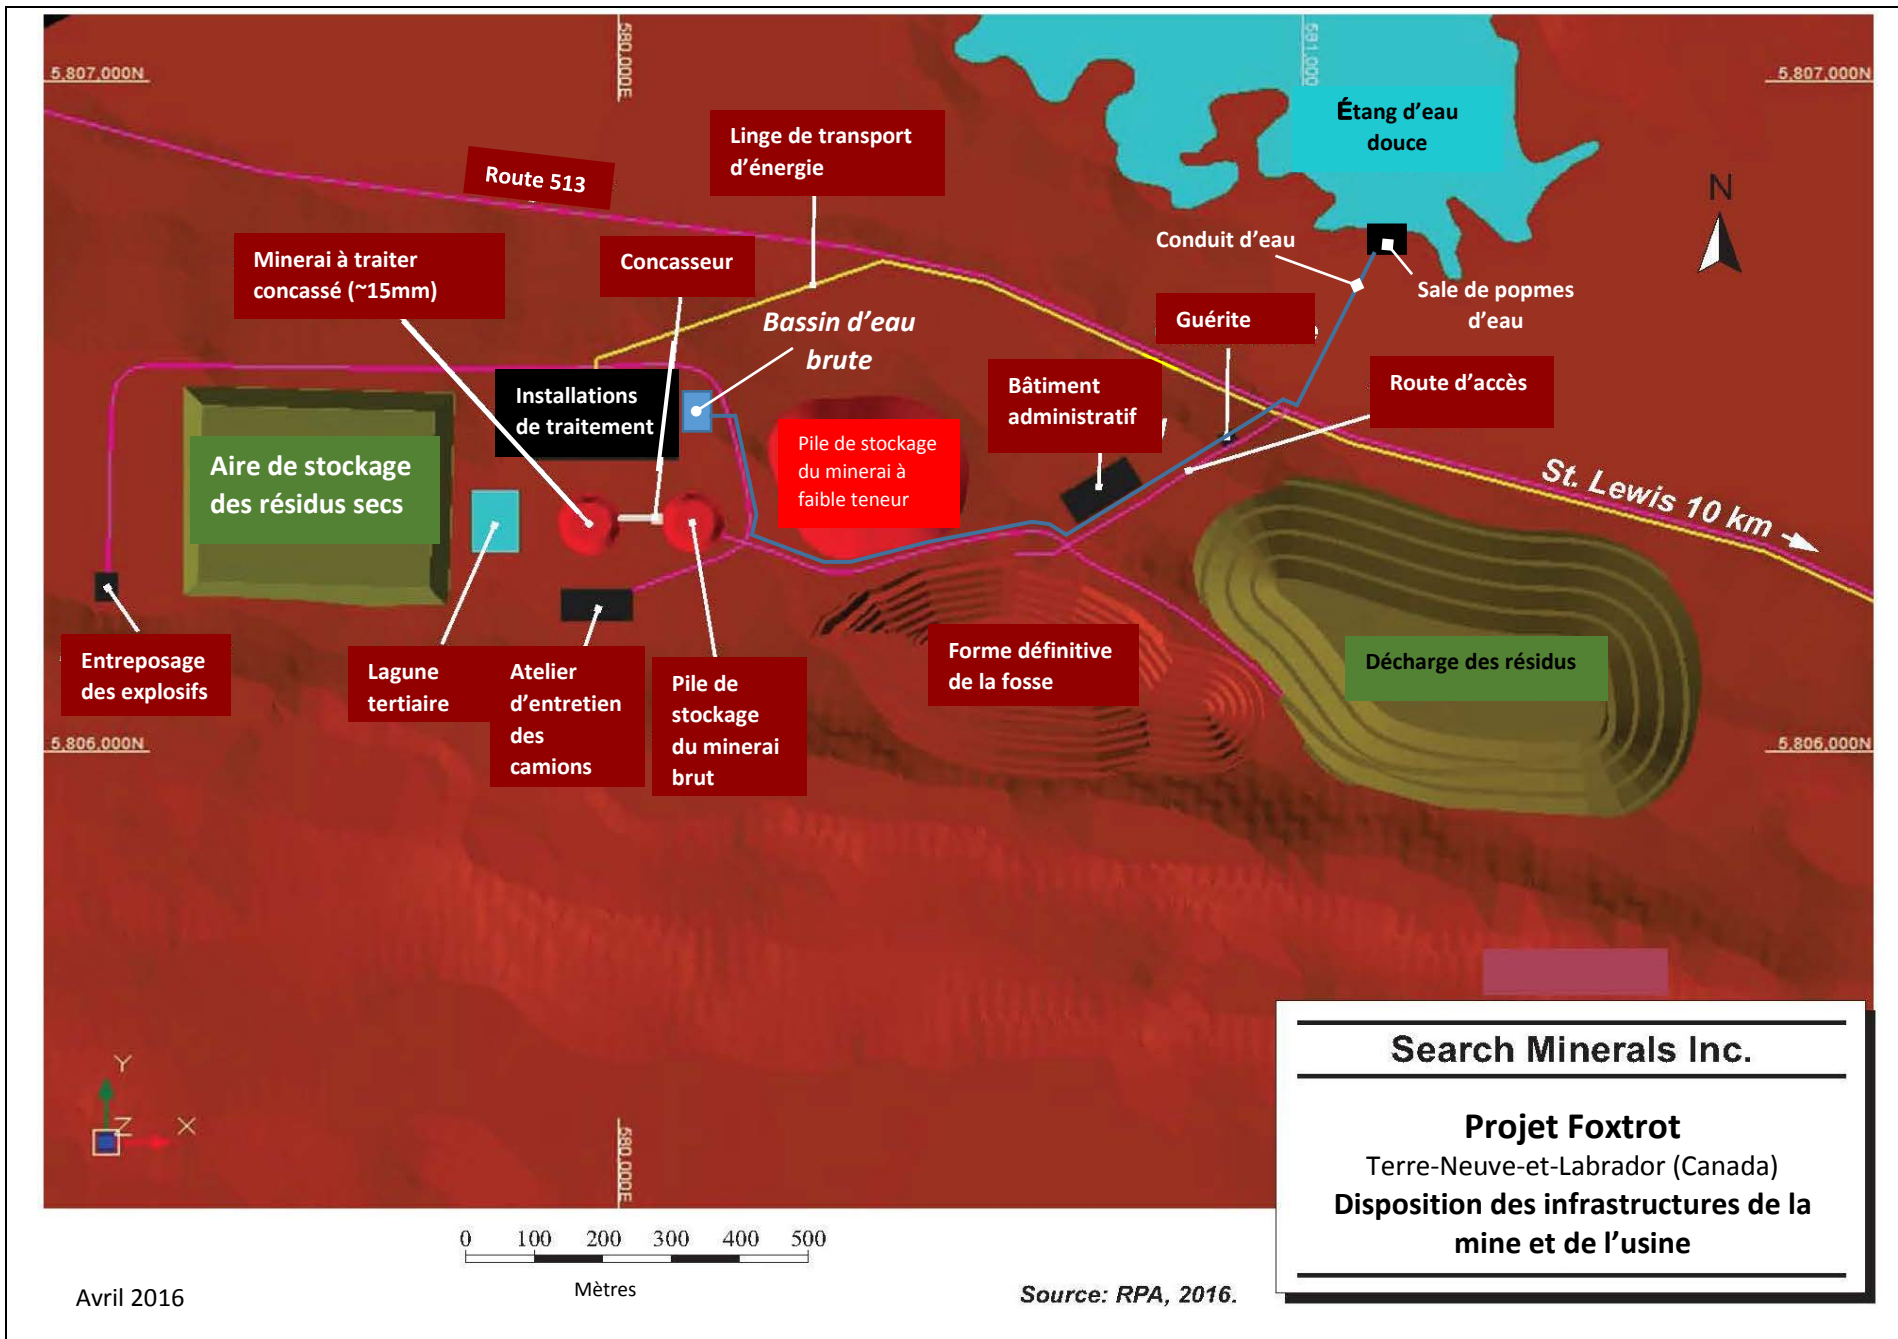 580,000E
581,000
5,807,000N
5,807,000N
Étang d'eau
douce
Linge de transport
d'énergie
Route 513
N
Minerai à traiter
concassé (~15mm)
Concasseur
Conduit d'eau
Sale de popmes
d'eau
Bassin d'eau
brute
Guérite
Route d'accès
Installations
de traitement
Bâtiment
administratif
Pile de stockage
du minerai à
faible teneur
Aire de stockage
des résidus secs
St. Lewis 10 km
Entreposage
des explosifs
Lagune
tertiaire
Atelier
d'entretien
des
camions
Pile de
stockage
du minerai
brut
Forme définitive
de la fosse
Décharge des résidus
5,806,000N
5,806,000N
Y
Z
X
580,000E
Search Minerals Inc.
Projet Foxtrot
Terre-Neuve-et-Labrador (Canada)
Disposition des infrastructures de la
mine et de l'usine
0 100 200 300 400 500
Mètres
Avril 2016
Source: RPA, 2016.